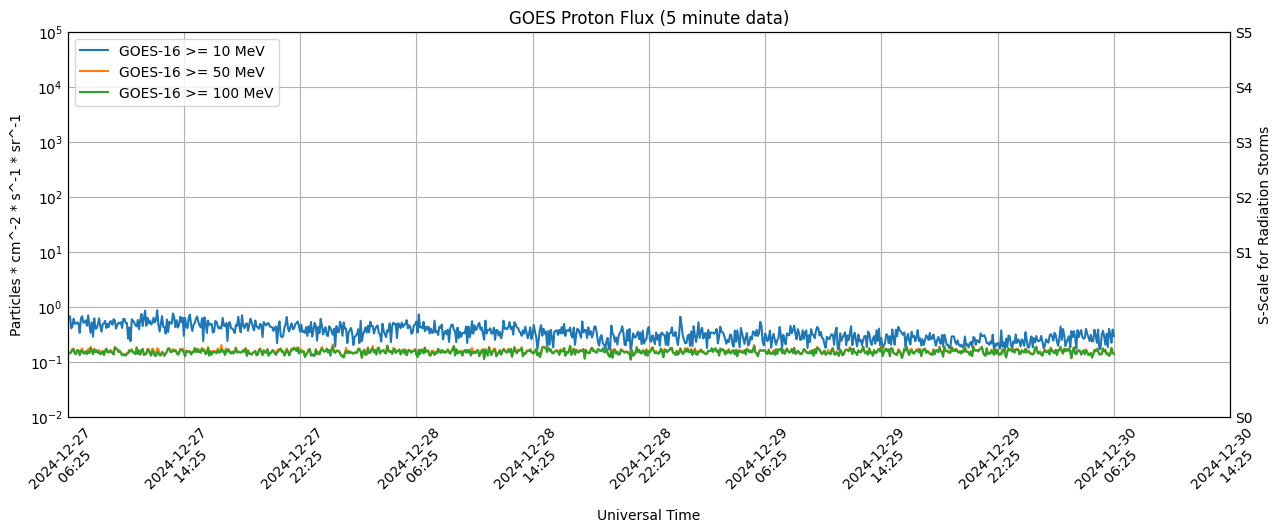 GOES Proton Flux (5 minute data)
GOES-16 >= 10 MeV
GOES-16 >= 50 MeV
GOES-16 >= 100 MeV
10^5
10^4
10^3
10^2
10^1
10^0
10^-1
10^-2
Particles * cm^-2 * s^-1 * sr^-1
S5
S4
S3
S2
S1
S0
S-Scale for Radiation Storms
2024-12-27
06:25
2024-12-27
14:25
2024-12-27
22:25
2024-12-28
06:25
2024-12-28
14:25
2024-12-28
22:25
2024-12-29
06:25
2024-12-29
14:25
2024-12-29
22:25
2024-12-30
06:25
2024-12-30
14:25
Universal Time